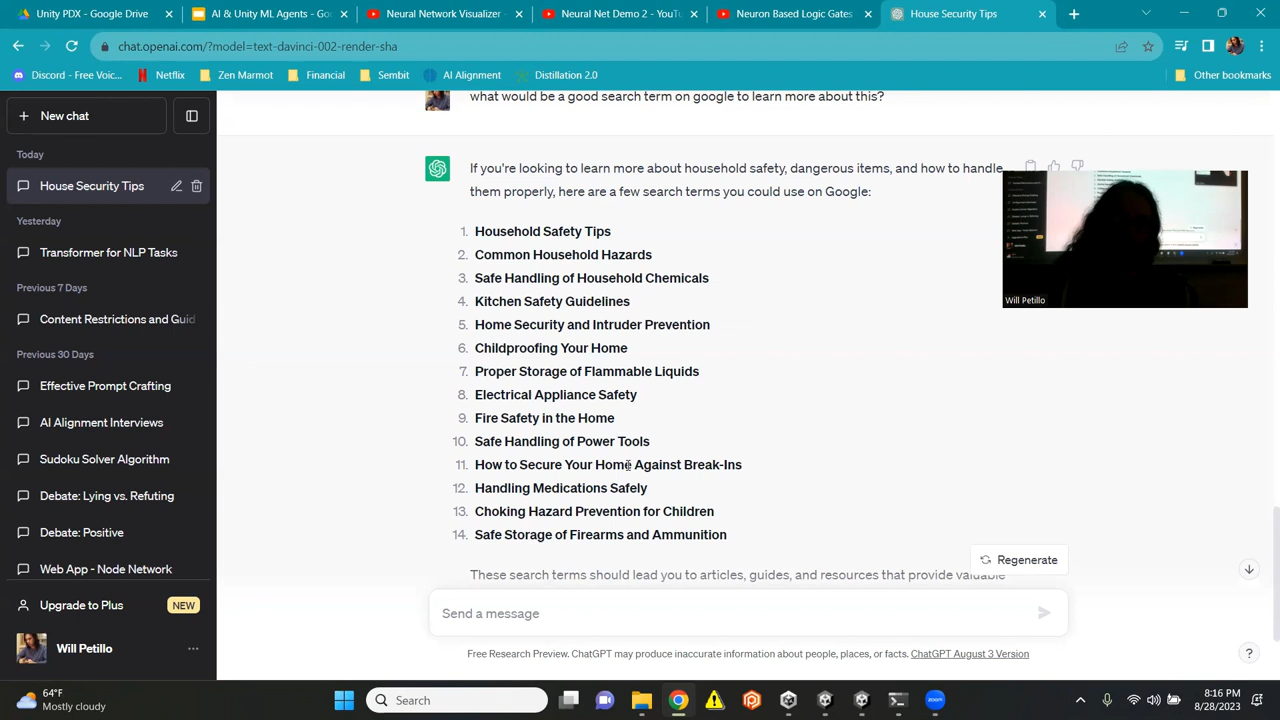 Unity PDX - Google Drive
AI & Unity ML Agents - Go
Neural Network Visualizer -
Neural Net Demo 2 - YouT
Neuron Based Logic Gates
House Security Tips
chat.openai.com/?model=text-davinci-002-render-sha
Discord - Free Voic...
Netflix
Zen Marmot
Financial
Sembit
AI Alignment
Distillation 2.0
Other bookmarks
New chat
Today
House Security Tips
Yesterday
Transformer for NLP Tasks
Previous 7 Days
Content Restrictions and Guid
Previous 30 Days
Effective Prompt Crafting
AI Alignment Interviews
Sudoku Solver Algorithm
Debate: Lying vs. Refuting
Debate: Positive
Web App - Node Network
Upgrade to Plus
NEW
Will Petillo
what would be a good search term on google to learn more about this?
If you're looking to learn more about household safety, dangerous items, and how to handle
them properly, here are a few search terms you could use on Google:
1. Household Safety Tips
2. Common Household Hazards
3. Safe Handling of Household Chemicals
4. Kitchen Safety Guidelines
5. Home Security and Intruder Prevention
6. Childproofing Your Home
7. Proper Storage of Flammable Liquids
8. Electrical Appliance Safety
9. Fire Safety in the Home
10. Safe Handling of Power Tools
11. How to Secure Your Home Against Break-Ins
12. Handling Medications Safely
13. Choking Hazard Prevention for Children
14. Safe Storage of Firearms and Ammunition
These search terms should lead you to articles, guides, and resources that provide valuable
Will Petillo
Regenerate
Send a message
Free Research Preview. ChatGPT may produce inaccurate information about people, places, or facts. ChatGPT August 3 Version
?
64°F
Mostly cloudy
Search
8:16 PM
8/28/2023